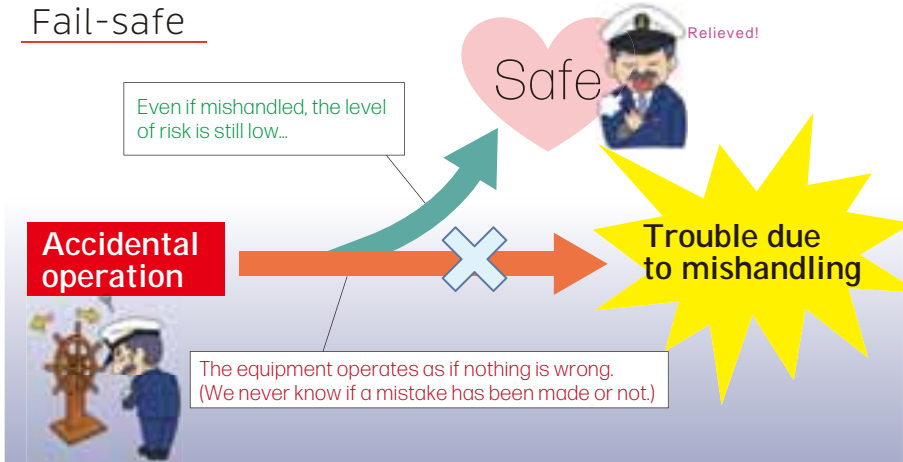 Fail-safe
Relieved!
Safe
Even if mishandled, the level
of risk is still low...
Accidental
operation
Trouble due
to mishandling
The equipment operates as if nothing is wrong.
(We never know if a mistake has been made or not.)